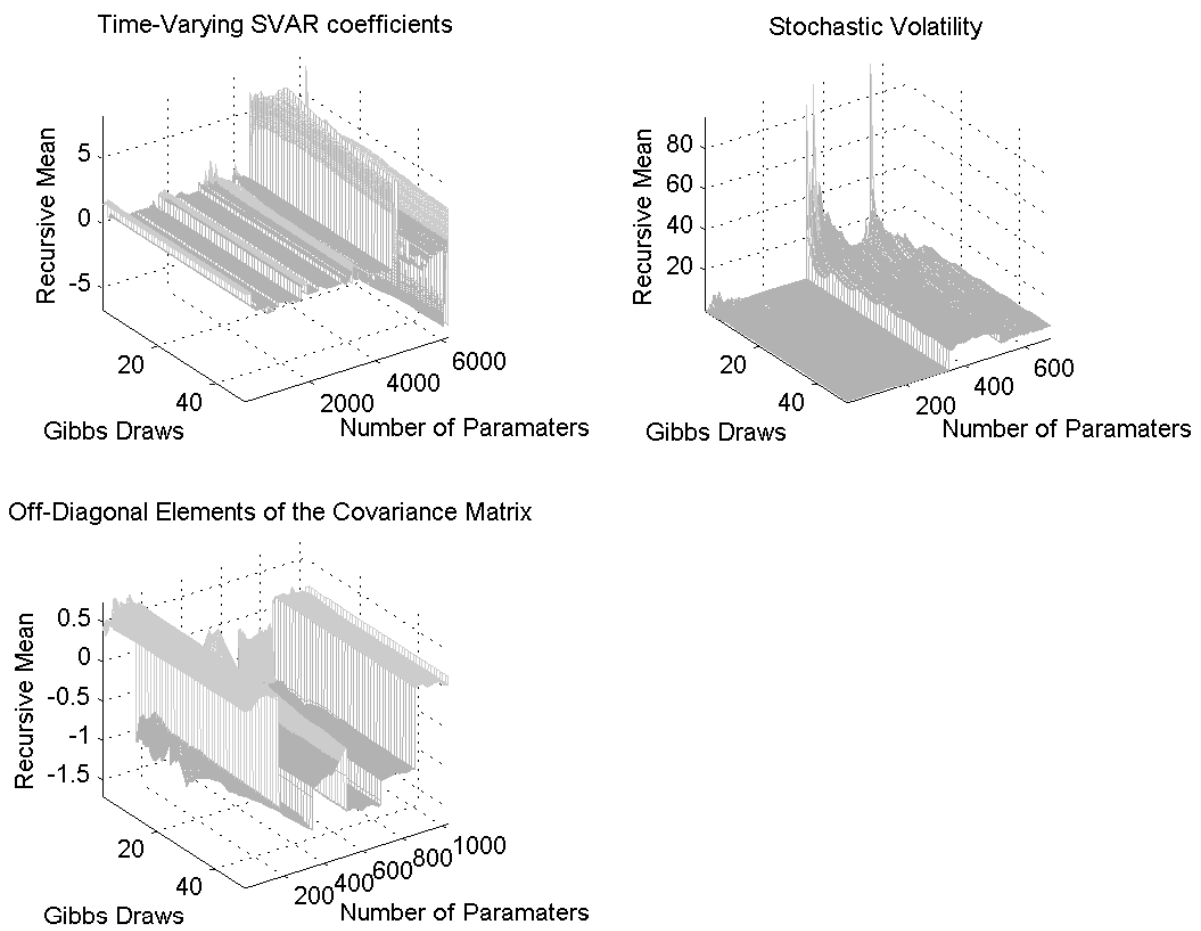 Time-Varying SVAR coefficients
Recursive Mean
5
0
-5
20
40
Gibbs Draws
2000
4000
6000
Number of Paramaters
Stochastic Volatility
Recursive Mean
80
60
40
20
20
40
Gibbs Draws
200
400
600
Number of Paramaters
Off-Diagonal Elements of the Covariance Matrix
Recursive Mean
0.5
0
-0.5
-1
-1.5
20
40
Gibbs Draws
200
400
600
800
1000
Number of Paramaters